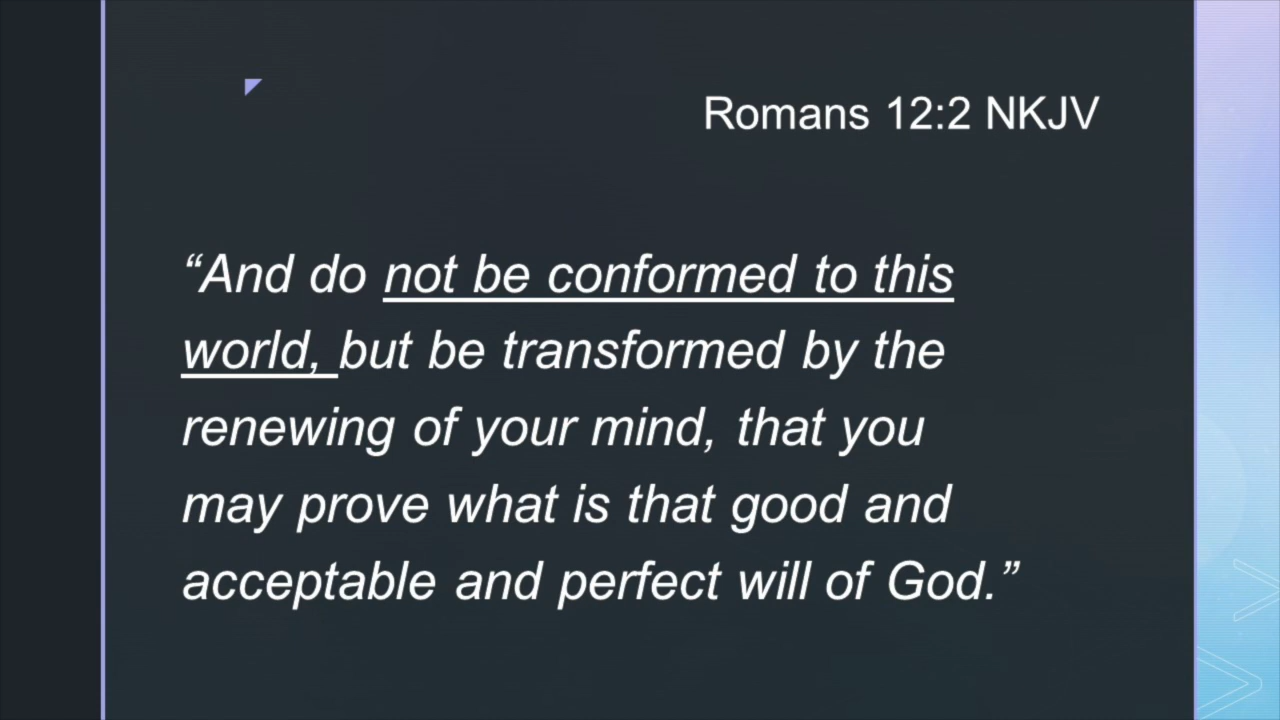 Romans 12:2 NKJV
“And do not be conformed to this
world, but be transformed by the
renewing of your mind, that you
may prove what is that good and
acceptable and perfect will of God.”